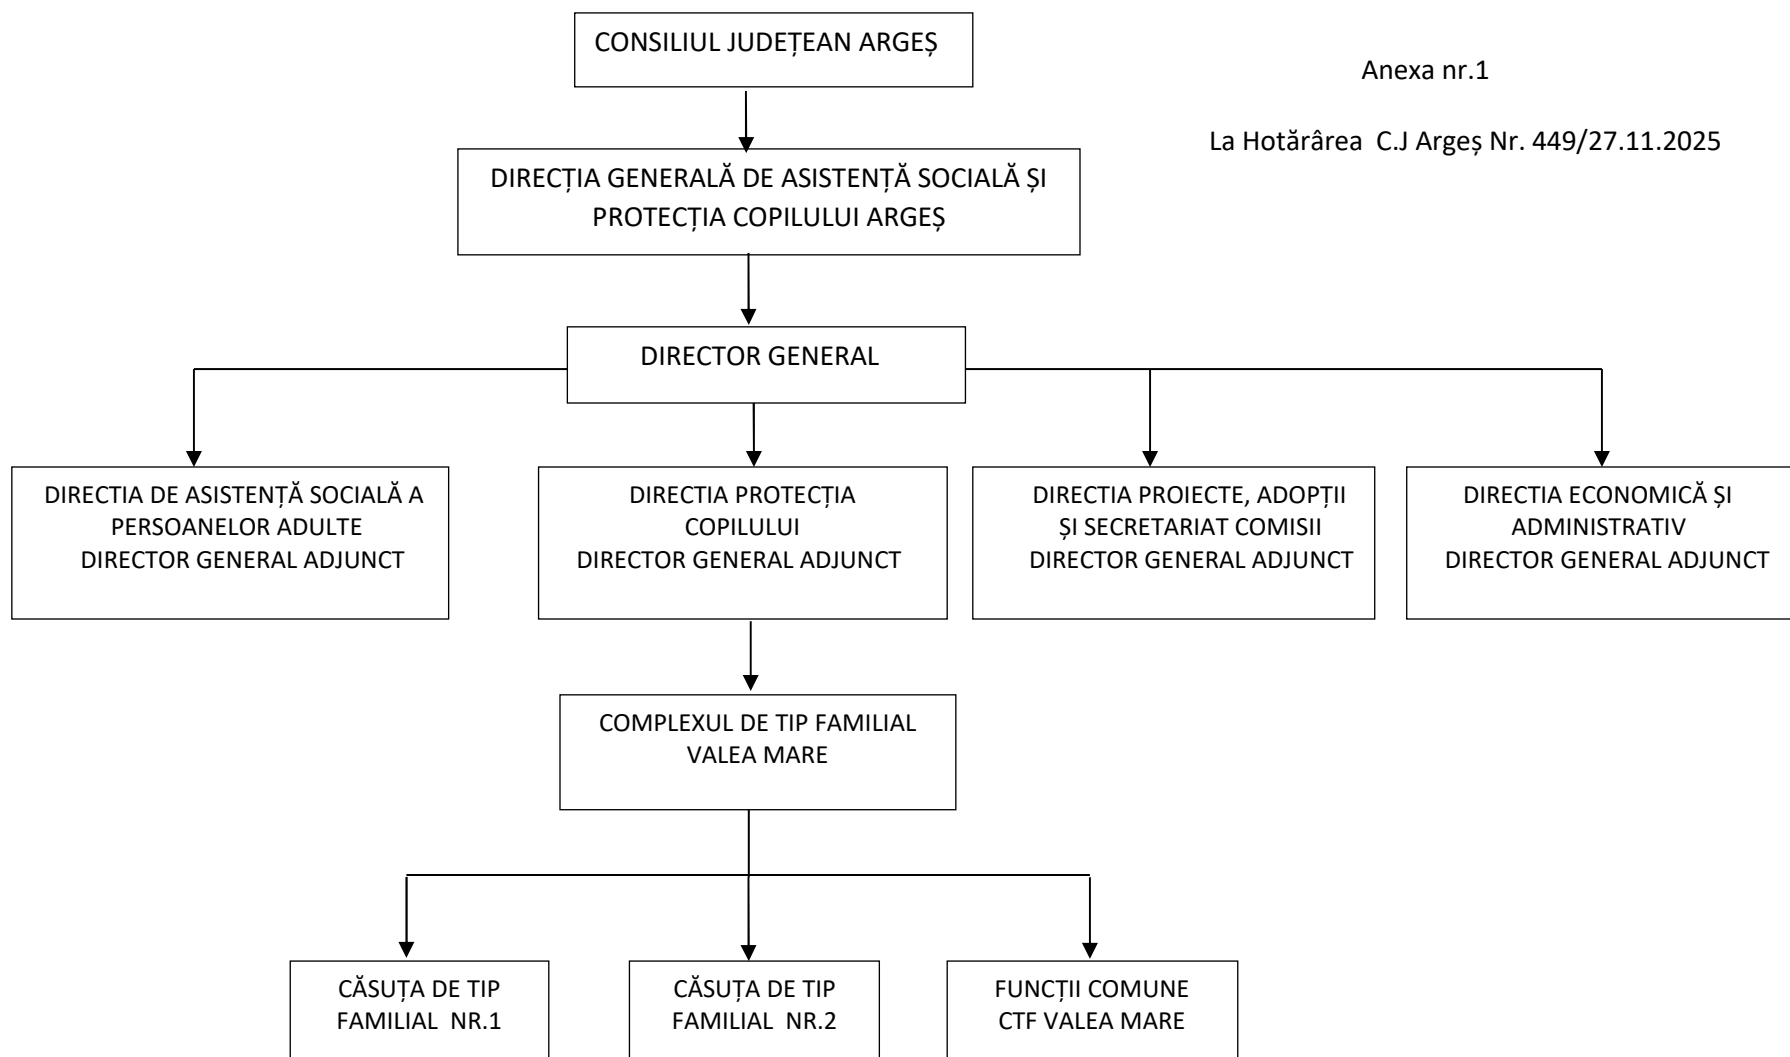 CONSILIUL JUDEȚEAN ARGEȘ
Anexa nr.1
La Hotărârea  C.J Argeș Nr. 449/27.11.2025
DIRECȚIA GENERALĂ DE ASISTENȚĂ SOCIALĂ ȘI
PROTECȚIA COPILULUI ARGEȘ
DIRECTOR GENERAL
DIRECTIA DE ASISTENȚĂ SOCIALĂ A
PERSOANELOR ADULTE
DIRECTOR GENERAL ADJUNCT
DIRECTIA PROTECȚIA
COPILULUI
DIRECTOR GENERAL ADJUNCT
DIRECTIA PROIECTE, ADOPȚII
ȘI SECRETARIAT COMISII
DIRECTOR GENERAL ADJUNCT
DIRECTIA ECONOMICĂ ȘI
ADMINISTRATIV
DIRECTOR GENERAL ADJUNCT
COMPLEXUL DE TIP FAMILIAL
VALEA MARE
CĂSUȚA DE TIP
FAMILIAL  NR.1
CĂSUȚA DE TIP
FAMILIAL  NR.2
FUNCȚII COMUNE
CTF VALEA MARE